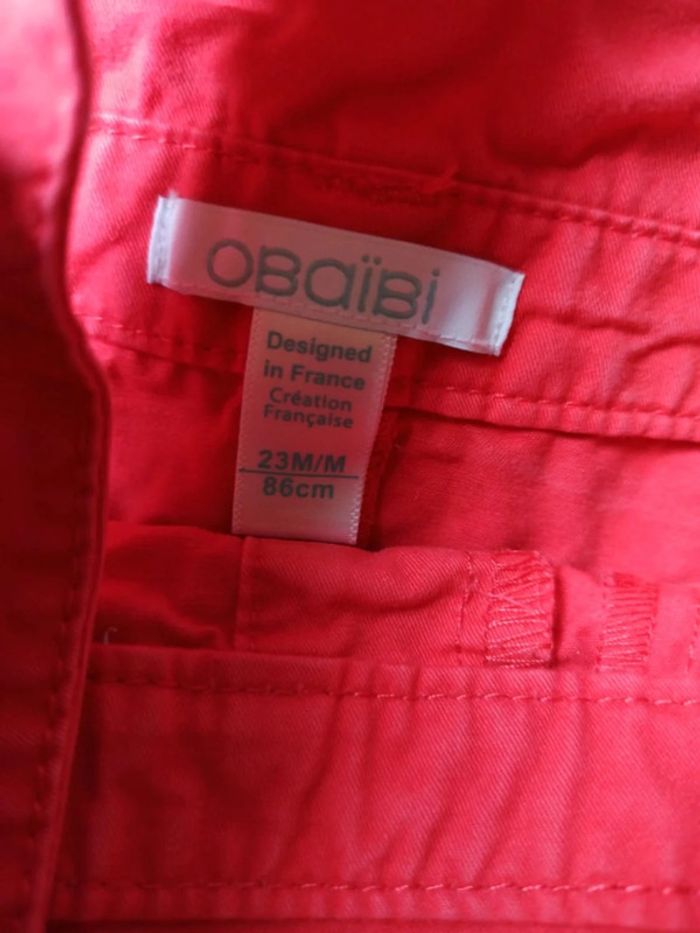 OBaïBi
Designed
in France
Création
Française
23M/M
86cm